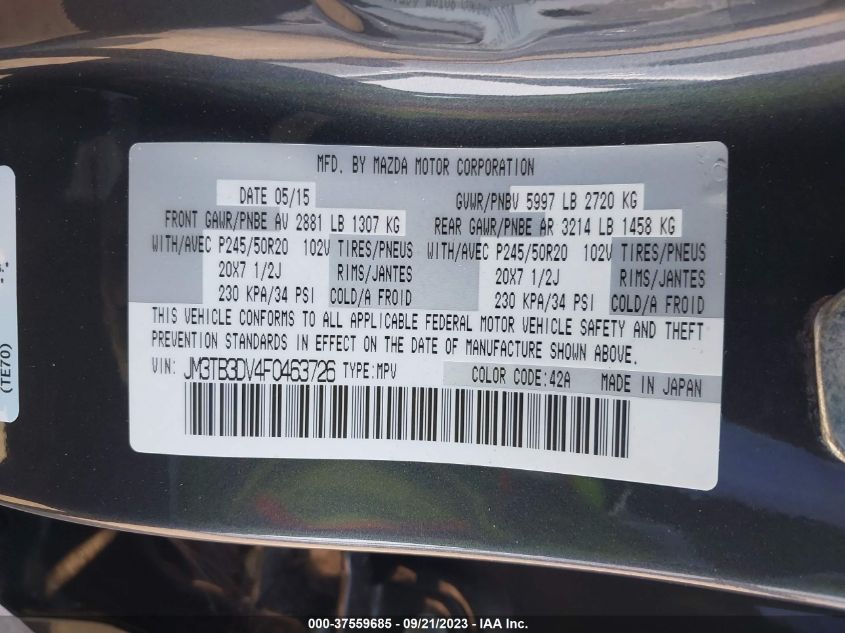 MFD. BY MAZDA MOTOR CORPORATION
DATE 05/15 GVWR/PNBV 5997 LB 2720 KG
FRONT GAWR/PNBE AV 2881 LB 1307 KG REAR GAWR/PNBE AR 3214 LB 1458 KG
WITH/AVEC P245/50R20 102V TIRES/PNEUS WITH/AVEC P245/50R20 102V TIRES/PNEUS
20X7 1/2J RIMS/JANTES 20X7 1/2J RIMS/JANTES
230 KPA/34 PSI COLD/A FROID 230 KPA/34 PSI COLD/A FROID
THIS VEHICLE CONFORMS TO ALL APPLICABLE FEDERAL MOTOR VEHICLE SAFETY AND THEFT
PREVENTION STANDARDS IN EFFECT ON THE DATE OF MANUFACTURE SHOWN ABOVE.
VIN: JM3TB3DV4F0463726 TYPE:MPV COLOR CODE:42A MADE IN JAPAN
(TE70)
000-37559685 - 09/21/2023 - IAA Inc.